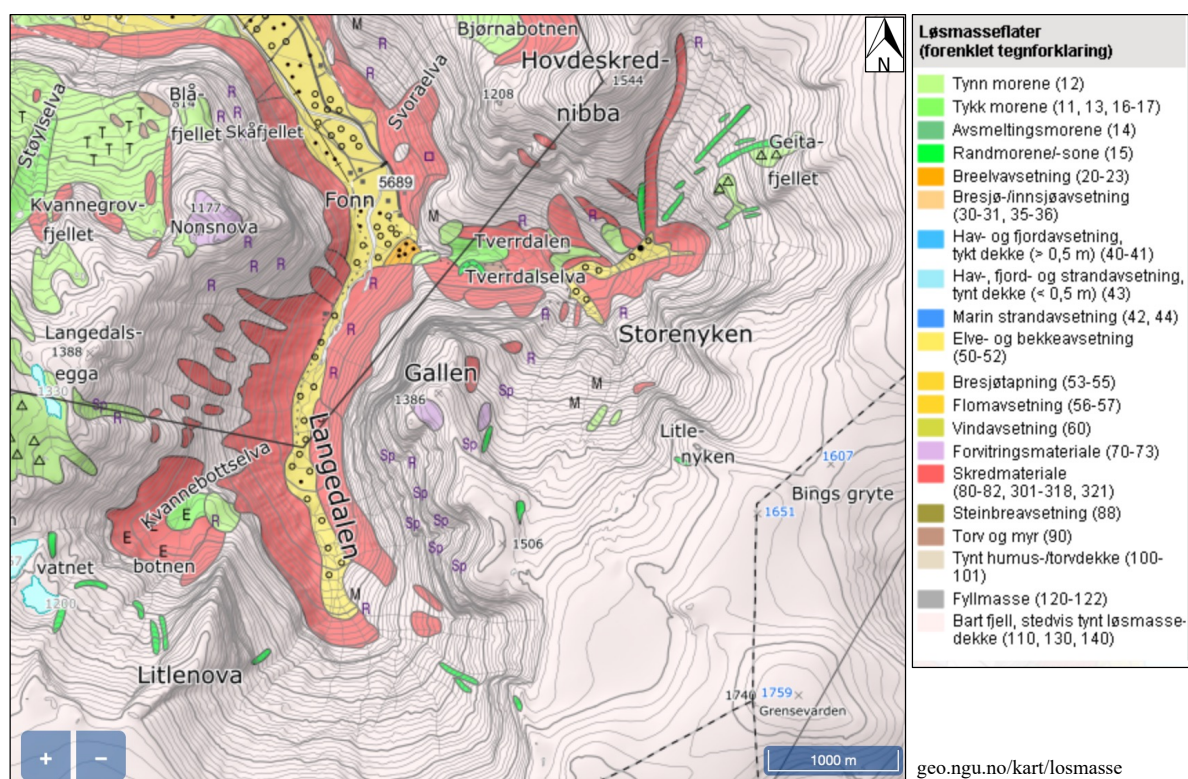 Bjørnabotnen
Hovdeskred-
1544
nibba
1208
N
Svoraelva
Støylselva
Blå-
814
fjellet
Skåfjellet
Geita-
fjellet
5689
Fonn
Kvannegrov-
fjellet
1177
Nonsnova
Tverrdalen
Tverrdalselva
Storenyken
Langedals-
1388
egga
1330
Gallen
1386
Langedalen
Litle-
nyken
1607
Bings gryte
1651
Kvannebottselva
1506
vatnet
botnen
1200
Litlenova
1740
1759
Grensevarden
+
−
1000 m
Løsmasseflater
(forenklet tegnforklaring)
Tynn morene (12)
Tykk morene (11, 13, 16-17)
Avsmeltingsmorene (14)
Randmorene/-sone (15)
Breelvavsetning (20-23)
Bresjø-/innsjøavsetning
(30-31, 35-36)
Hav- og fjordavsetning,
tykt dekke (> 0,5 m) (40-41)
Hav-, fjord- og strandavsetning,
tynt dekke (< 0,5 m) (43)
Marin strandavsetning (42, 44)
Elve- og bekkeavsetning
(50-52)
Bresjøtapning (53-55)
Flomavsetning (56-57)
Vindavsetning (60)
Forvitringsmateriale (70-73)
Skredmateriale
(80-82, 301-318, 321)
Steinbreavsetning (88)
Torv og myr (90)
Tynt humus-/torvdekke (100-
101)
Fyllmasse (120-122)
Bart fjell, stedvis tynt løsmasse-
dekke (110, 130, 140)
geo.ngu.no/kart/losmasse